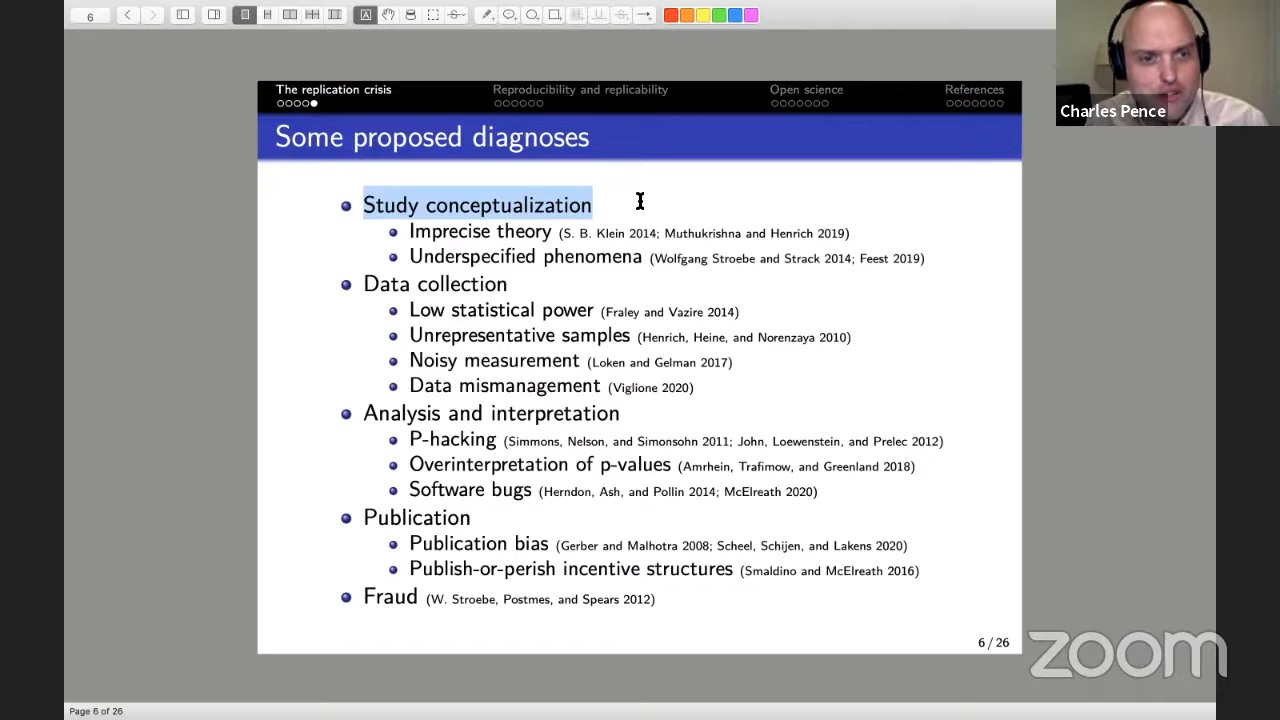 6
The replication crisis
Reproducibility and replicability
Open science
References
Some proposed diagnoses
Study conceptualization
Imprecise theory (S. B. Klein 2014; Muthukrishna and Henrich 2019)
Underspecified phenomena (Wolfgang Stroebe and Strack 2014; Feest 2019)
Data collection
Low statistical power (Fraley and Vazire 2014)
Unrepresentative samples (Henrich, Heine, and Norenzaya 2010)
Noisy measurement (Loken and Gelman 2017)
Data mismanagement (Viglione 2020)
Analysis and interpretation
P-hacking (Simmons, Nelson, and Simonsohn 2011; John, Loewenstein, and Prelec 2012)
Overinterpretation of p-values (Amrhein, Trafimow, and Greenland 2018)
Software bugs (Herndon, Ash, and Pollin 2014; McElreath 2020)
Publication
Publication bias (Gerber and Malhotra 2008; Scheel, Schijen, and Lakens 2020)
Publish-or-perish incentive structures (Smaldino and McElreath 2016)
Fraud (W. Stroebe, Postmes, and Spears 2012)
6 / 26
Charles Pence
zoom
Page 6 of 26